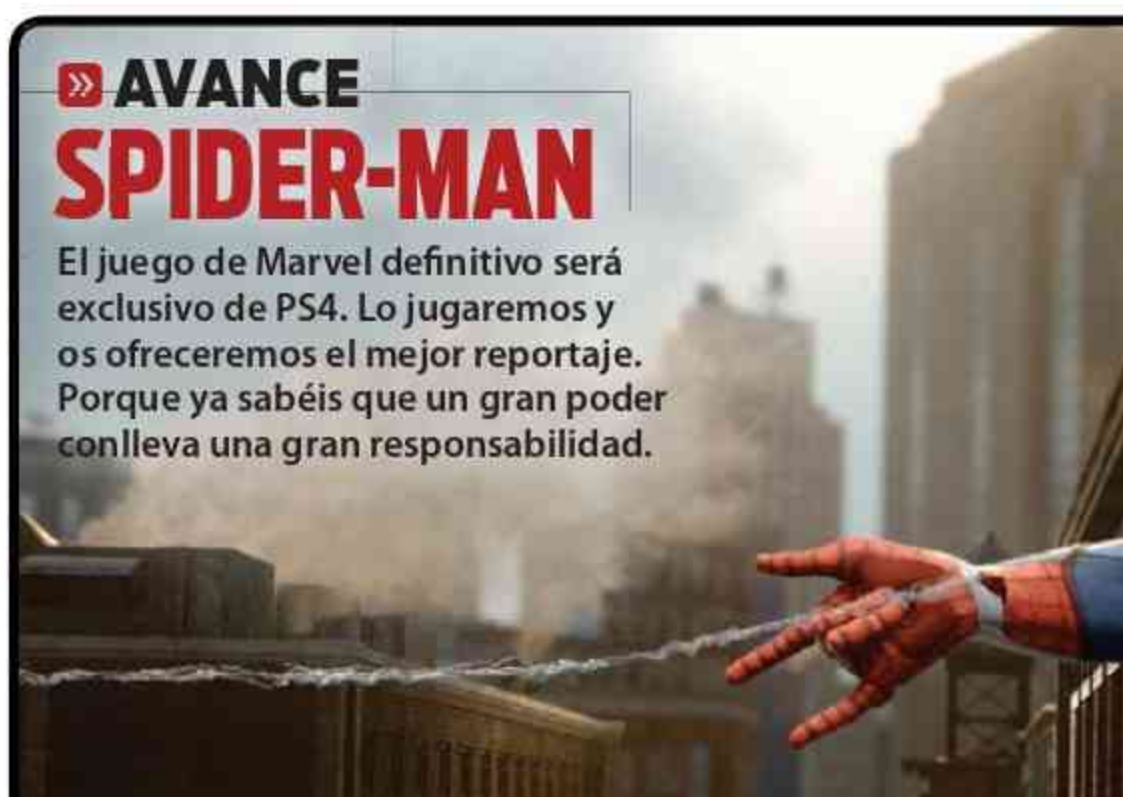 » AVANCE
SPIDER-MAN
El juego de Marvel definitivo será
exclusivo de PS4. Lo jugaremos y
os ofreceremos el mejor reportaje.
Porque ya sabéis que un gran poder
conlleva una gran responsabilidad.